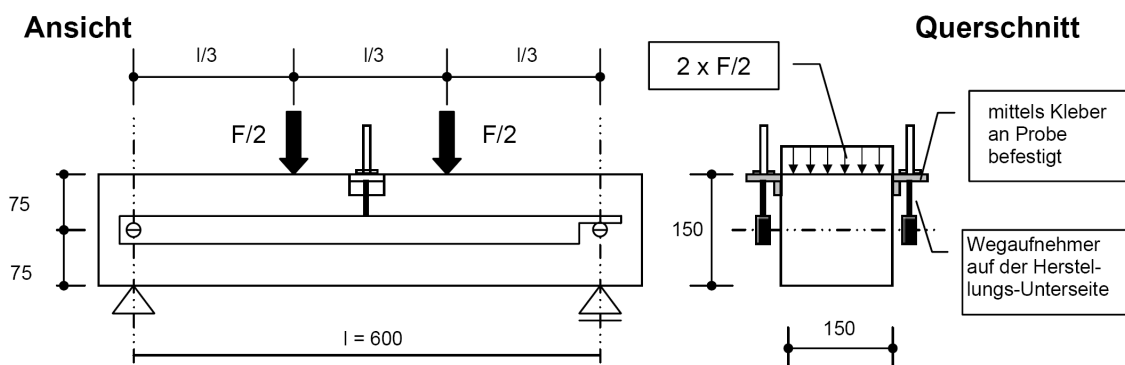 Ansicht
Querschnitt
l/3
l/3
l/3
2 x F/2
F/2
F/2
mittels Kleber
an Probe
befestigt
75
75
150
Wegaufnehmer
auf der Herstel-
lungs-Unterseite
l = 600
150